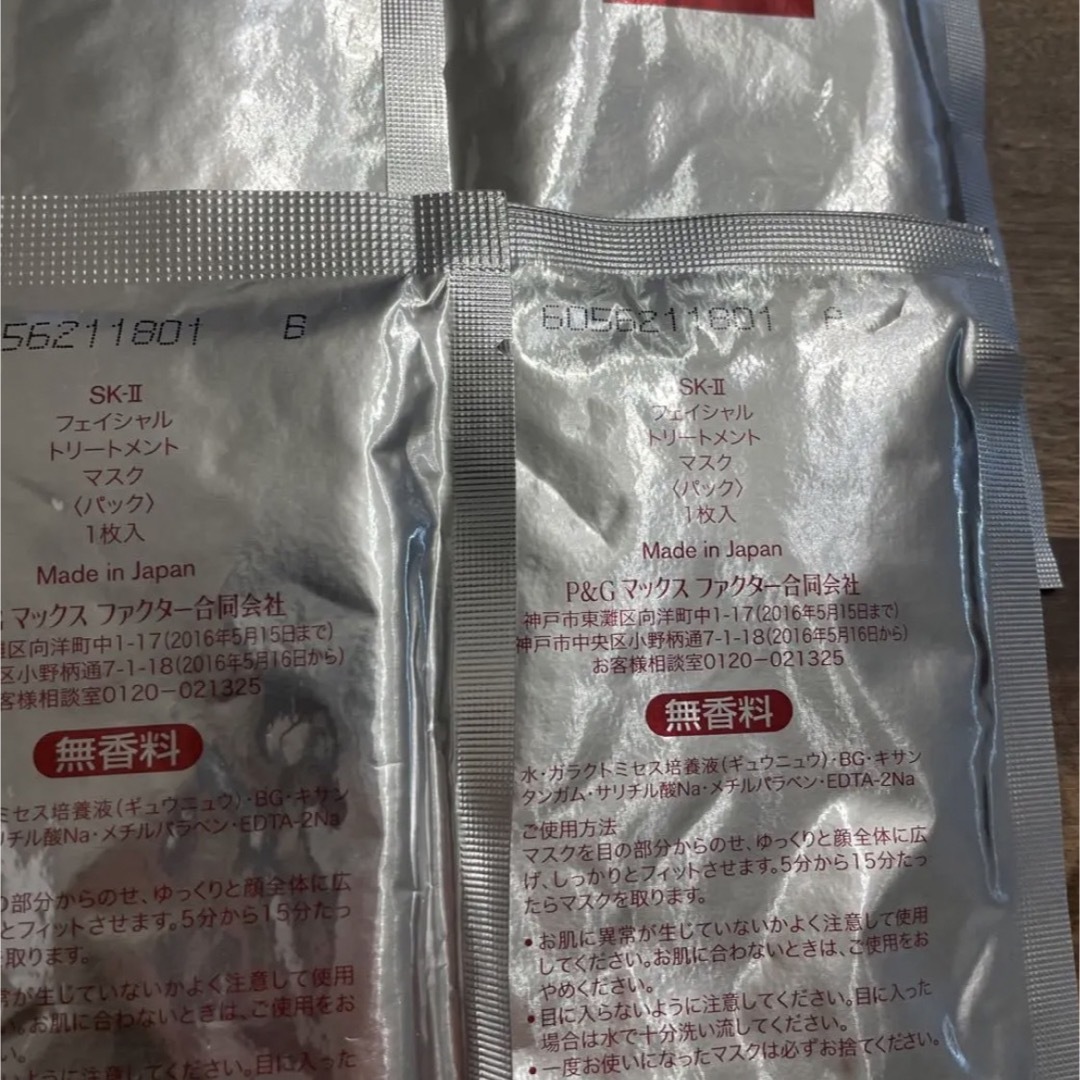 56211801 B
SK-II
フェイシャル
トリートメント
マスク
〈パック〉
1枚入
Made in Japan
マックス ファクター合同会社
区向洋町中1-17(2016年5月15日まで)
区小野柄通7-1-18(2016年5月16日から)
客様相談室0120-021325
無香料
ミセス培養液(ギュウニュウ)・BG・キサン
リチル酸Na・メチルパラベン・EDTA-2Na
の部分からのせ、ゆっくりと顔全体に広
とフィットさせます。5分から15分たっ
取ります。
常が生じていないかよく注意して使用
い。お肌に合わないときは、ご使用をお
い。
ように注意してください。目に入った
6056211801 A
SK-II
フェイシャル
トリートメント
マスク
〈パック〉
1枚入
Made in Japan
P&G マックス ファクター合同会社
神戸市東灘区向洋町中1-17(2016年5月15日まで)
神戸市中央区小野柄通7-1-18(2016年5月16日から)
お客様相談室0120-021325
無香料
水・ガラクトミセス培養液(ギュウニュウ)・BG・キサン
タンガム・サリチル酸Na・メチルパラベン・EDTA-2Na
ご使用方法
マスクを目の部分からのせ、ゆっくりと顔全体に広
げ、しっかりとフィットさせます。5分から15分たっ
たらマスクを取ります。
•お肌に異常が生じていないかよく注意して使用
してください。お肌に合わないときは、ご使用をお
やめください。
•目に入らないように注意してください。目に入った
場合は水で十分洗い流してください。
•一度お使いになったマスクは必ずお捨てください。